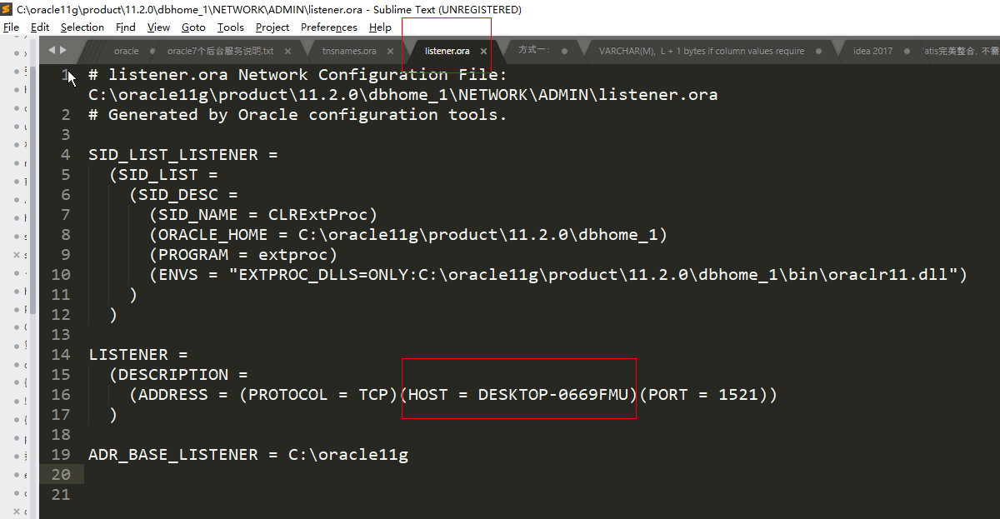 C:\oracle11g\product\11.2.0\dbhome_1\NETWORK\ADMIN\listener.ora - Sublime Text (UNREGISTERED)
File Edit Selection Find View Goto Tools Project Preferences Help
oracle oracle7个后台服务说明.txt tnsnames.ora listener.ora 方式一: VARCHAR(M), L + 1 bytes if column values require idea 2017 atis完美整合, 不需
1 # listener.ora Network Configuration File:
C:\oracle11g\product\11.2.0\dbhome_1\NETWORK\ADMIN\listener.ora
2 # Generated by Oracle configuration tools.
3
4 SID_LIST_LISTENER =
5 (SID_LIST =
6 (SID_DESC =
7 (SID_NAME = CLRExtProc)
8 (ORACLE_HOME = C:\oracle11g\product\11.2.0\dbhome_1)
9 (PROGRAM = extproc)
10 (ENVS = "EXTPROC_DLLS=ONLY:C:\oracle11g\product\11.2.0\dbhome_1\bin\oraclr11.dll")
11 )
12 )
13
14 LISTENER =
15 (DESCRIPTION =
16 (ADDRESS = (PROTOCOL = TCP)(HOST = DESKTOP-0669FMU)(PORT = 1521))
17 )
18
19 ADR_BASE_LISTENER = C:\oracle11g
20
21